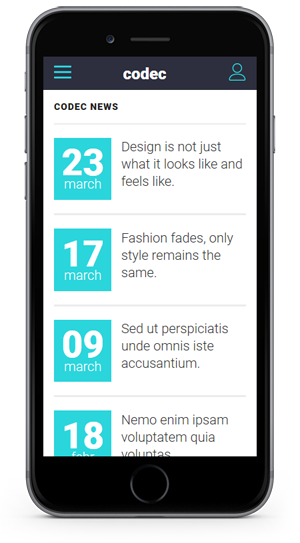 codec
CODEC NEWS
23
march
Design is not just
what it looks like and
feels like.
17
march
Fashion fades, only
style remains the
same.
09
march
Sed ut perspiciatis
unde omnis iste
accusantium.
18
febr
Nemo enim ipsam
voluptatem quia
voluptas